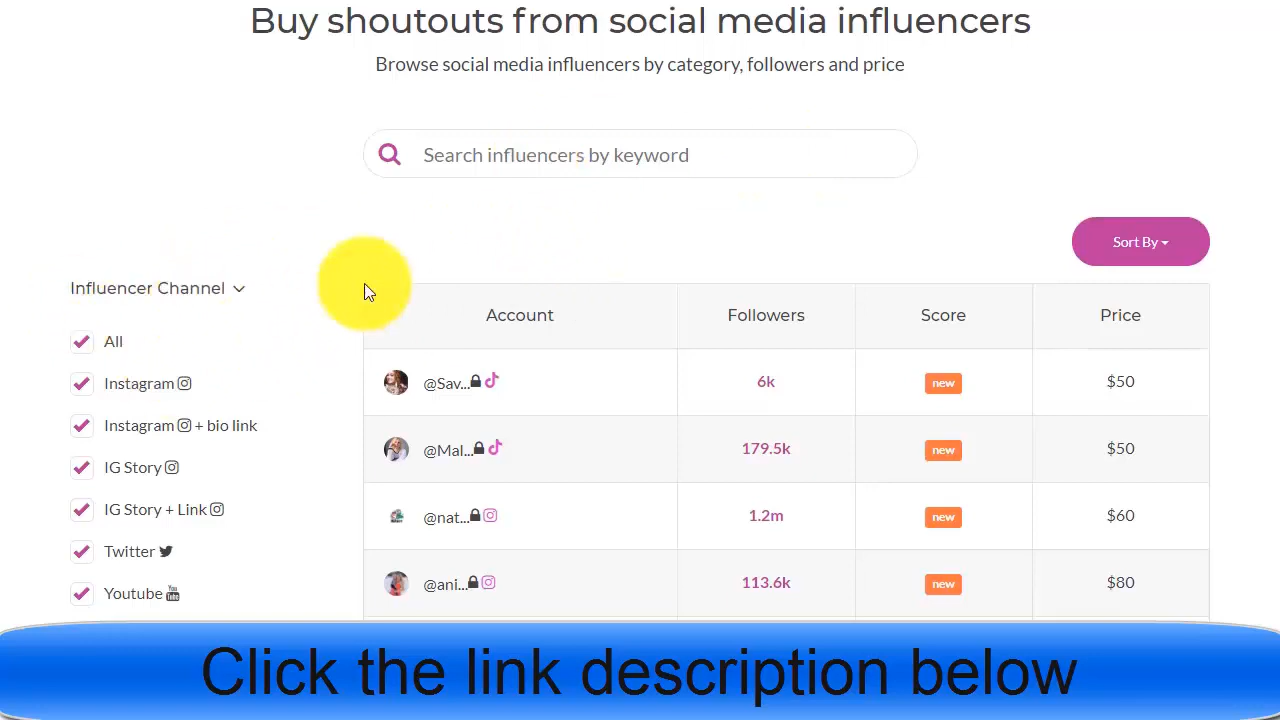 Buy shoutouts from social media influencers
Browse social media influencers by category, followers and price
Search influencers by keyword
Sort By
Influencer Channel
All
Instagram
Instagram + bio link
IG Story
IG Story + Link
Twitter
Youtube
Account Followers Score Price
@Sav... 6k new $50
@Mal... 179.5k new $50
@nat... 1.2m new $60
@ani... 113.6k new $80
Click the link description below